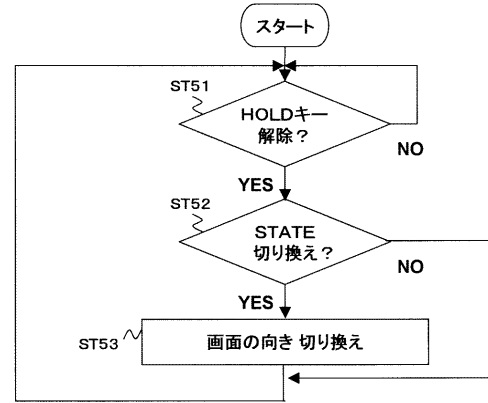 スタート
ST51
HOLDキー
解除？
NO
YES
ST52
STATE
切り換え？
NO
YES
ST53
画面の向き 切り換え